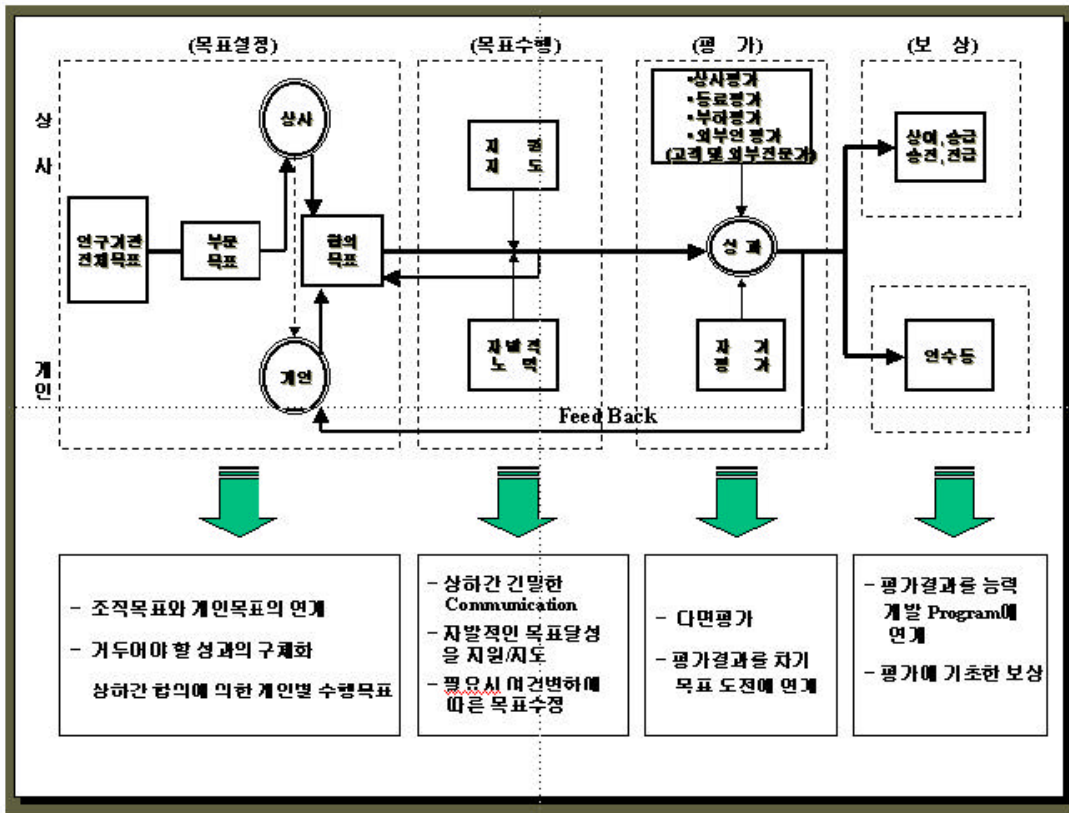 (목표설정)
(목표수행)
(평 가)
(보 상)
상
사
개
인
상사
연구기관
전체목표
부문
목표
합의
목표
개인
지 원
지 도
자발적
노 력
•상사평가
•동료평가
•부하평가
•외부인 평가
(고객 및 외부전문가)
성 과
자 기
평 가
상여,승급
승진,진급
연수등
Feed Back
- 조직목표와 개인목표의 연계
- 거두어야 할 성과의 구체화
상하간 합의에 의한 개인별 수행목표
- 상하간 긴밀한
Communication
- 자발적인 목표달성
을 지원/지도
- 필요시 여건변화에
따른 목표수정
- 다면평가
- 평가결과를 차기
목표 도전에 연계
- 평가결과를 능력
개발 Program에
연계
- 평가에 기초한 보상